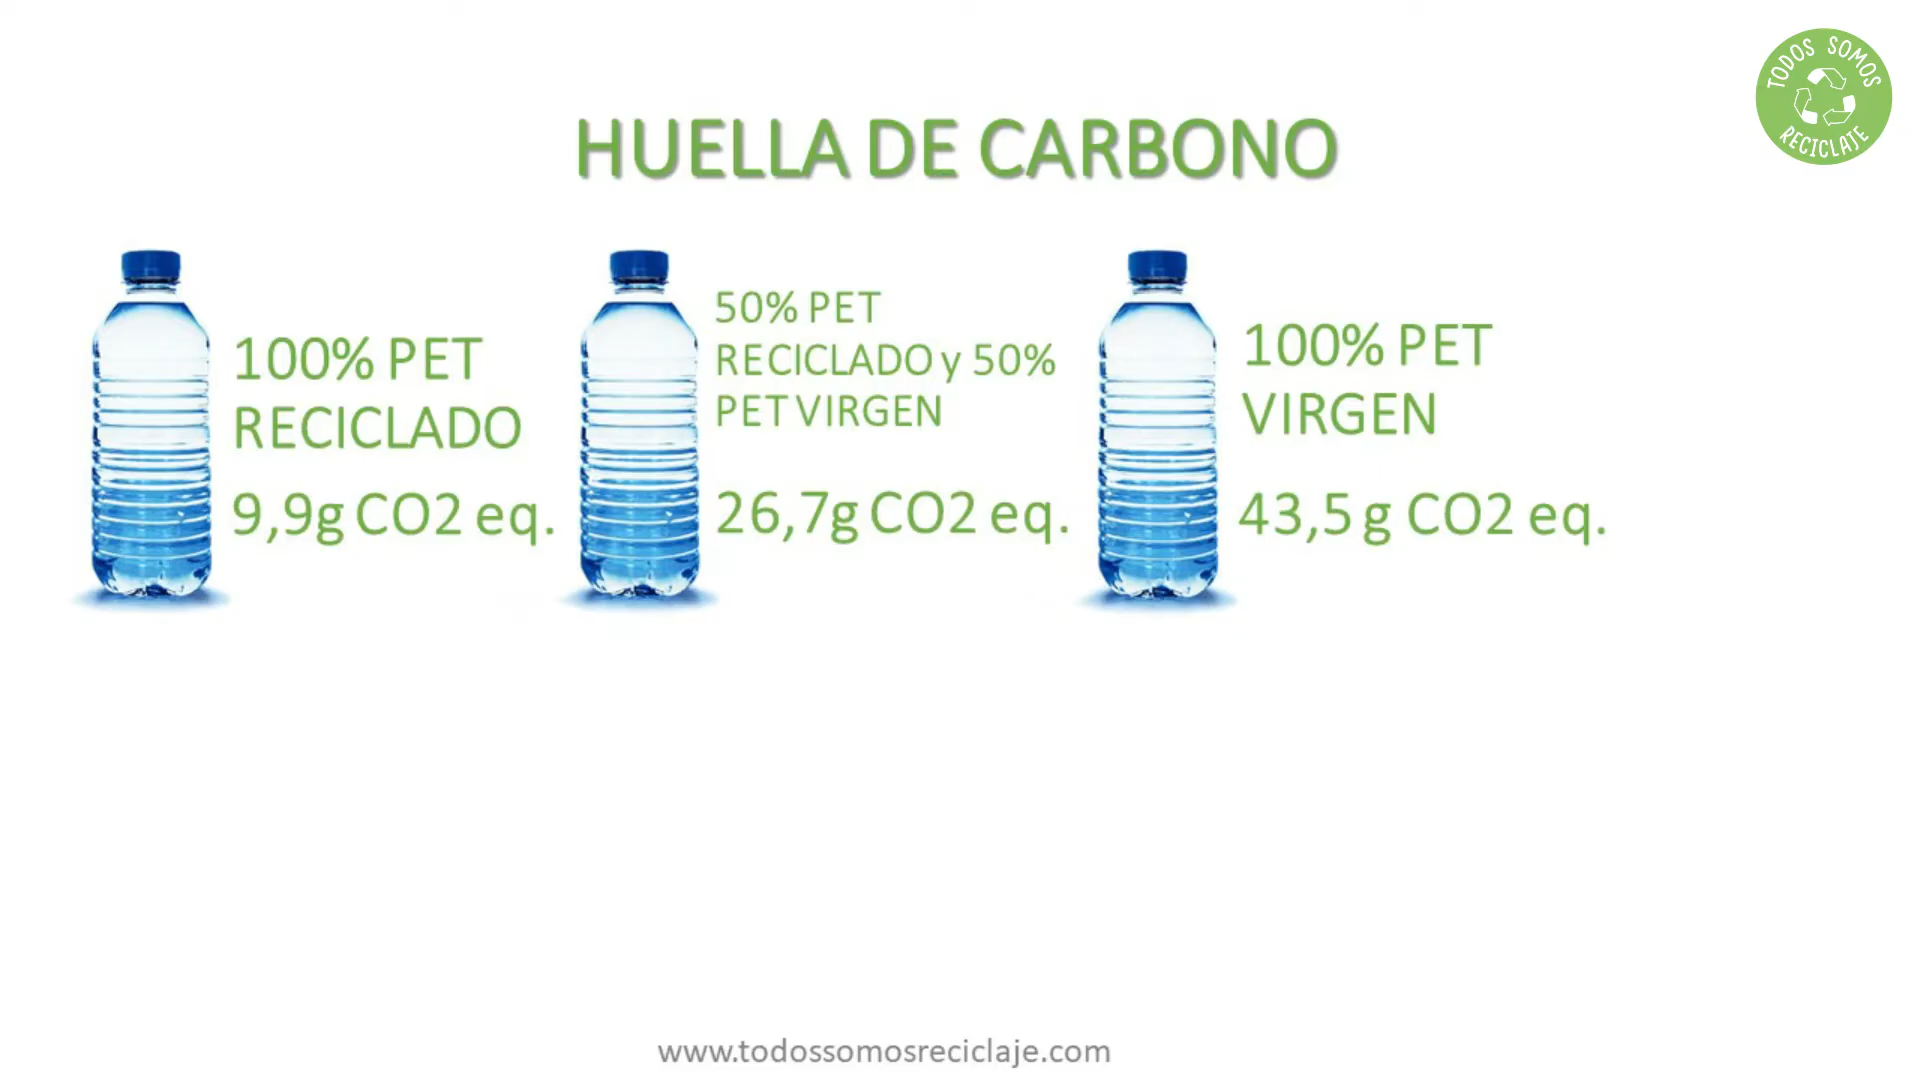 TODOS SOMOS
RECICLAJE
HUELLA DE CARBONO
100% PET
RECICLADO
9,9g CO2 eq.
50% PET
RECICLADO y 50%
PET VIRGEN
26,7g CO2 eq.
100% PET
VIRGEN
43,5 g CO2 eq.
www.todossomosreciclaje.com